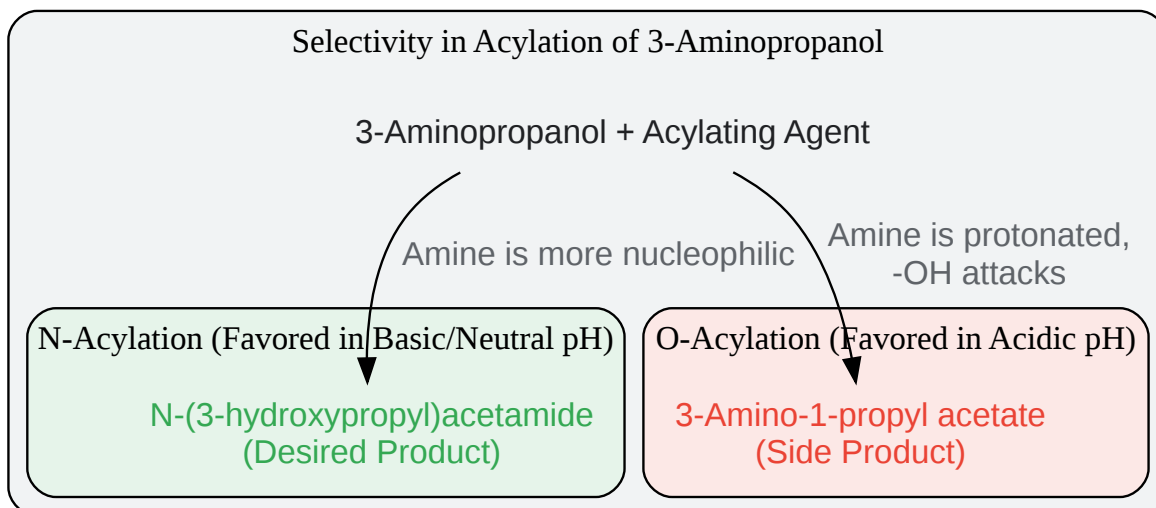 Selectivity in Acylation of 3-Aminopropanol
3-Aminopropanol + Acylating Agent
Amine is more nucleophilic
Amine is protonated,
-OH attacks
N-Acylation (Favored in Basic/Neutral pH)
N-(3-hydroxypropyl)acetamide
(Desired Product)
O-Acylation (Favored in Acidic pH)
3-Amino-1-propyl acetate
(Side Product)